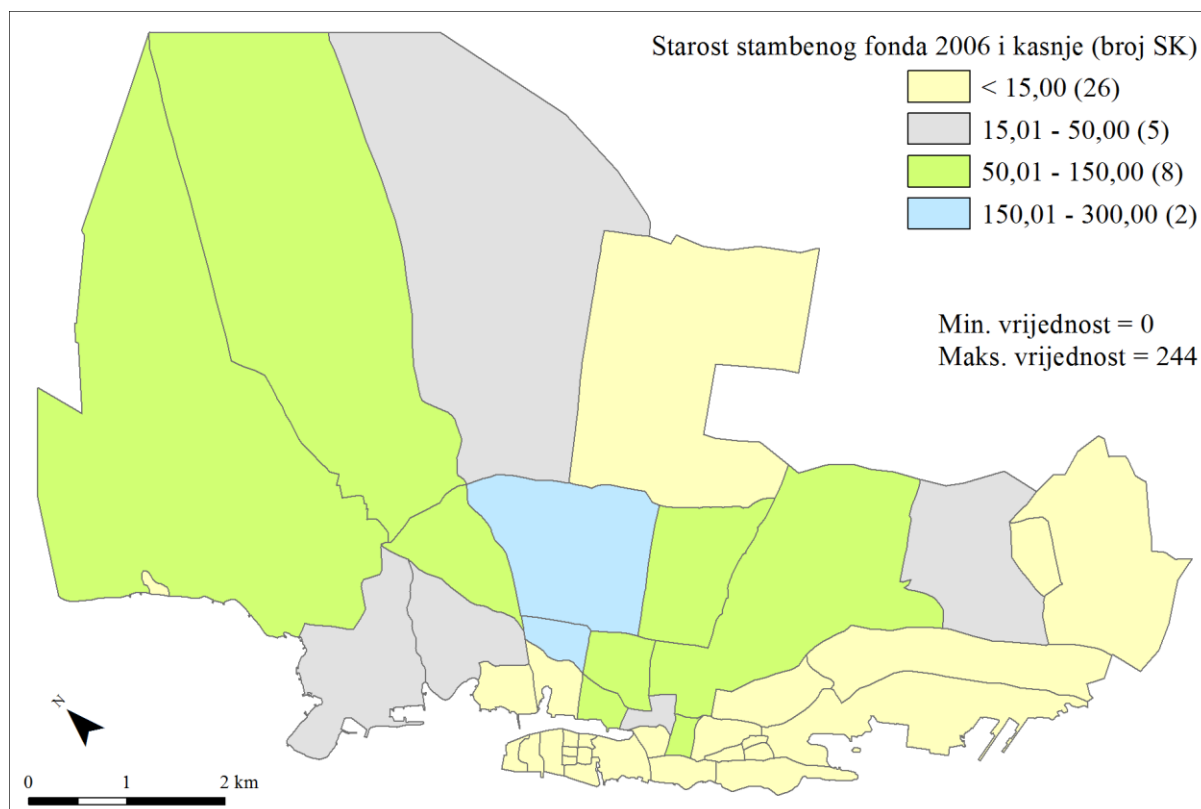 Starost stambenog fonda 2006 i kasnje (broj SK)
< 15,00 (26)
15,01 - 50,00 (5)
50,01 - 150,00 (8)
150,01 - 300,00 (2)
Min. vrijednost = 0
Maks. vrijednost = 244
N
0 1 2 km